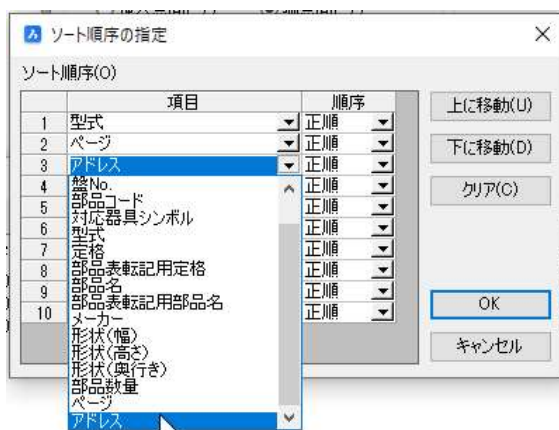 ソート順序の指定
ソート順序(O)
項目 順序
1 型式 正順
2 ページ 正順
3 アドレス 正順
4 正順
5 正順
6 正順
7 正順
8 正順
9 正順
10 正順
盤No.
部品コード
対応器具シンボル
型式
定格
部品表転記用定格
部品名
部品表転記用部品名
メーカー
形状(幅)
形状(高さ)
形状(奥行き)
部品数量
ページ
アドレス
上に移動(U)
下に移動(D)
クリア(C)
OK
キャンセル